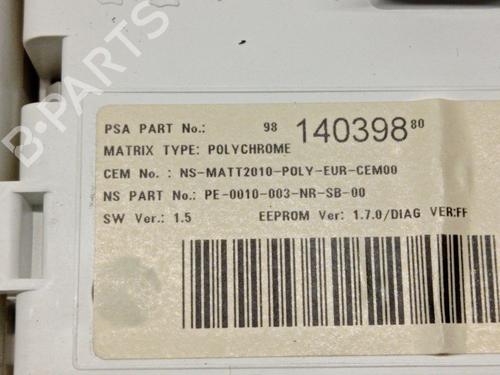 B-PARTS
PSA PART No.: 98 140398 80
MATRIX TYPE: POLYCHROME
CEM No.: NS-MATT2010-POLY-EUR-CEM00
NS PART No.: PE-0010-003-NR-SB-00
SW Ver.: 1.5 EEPROM Ver: 1.7.0/DIAG VER:FF